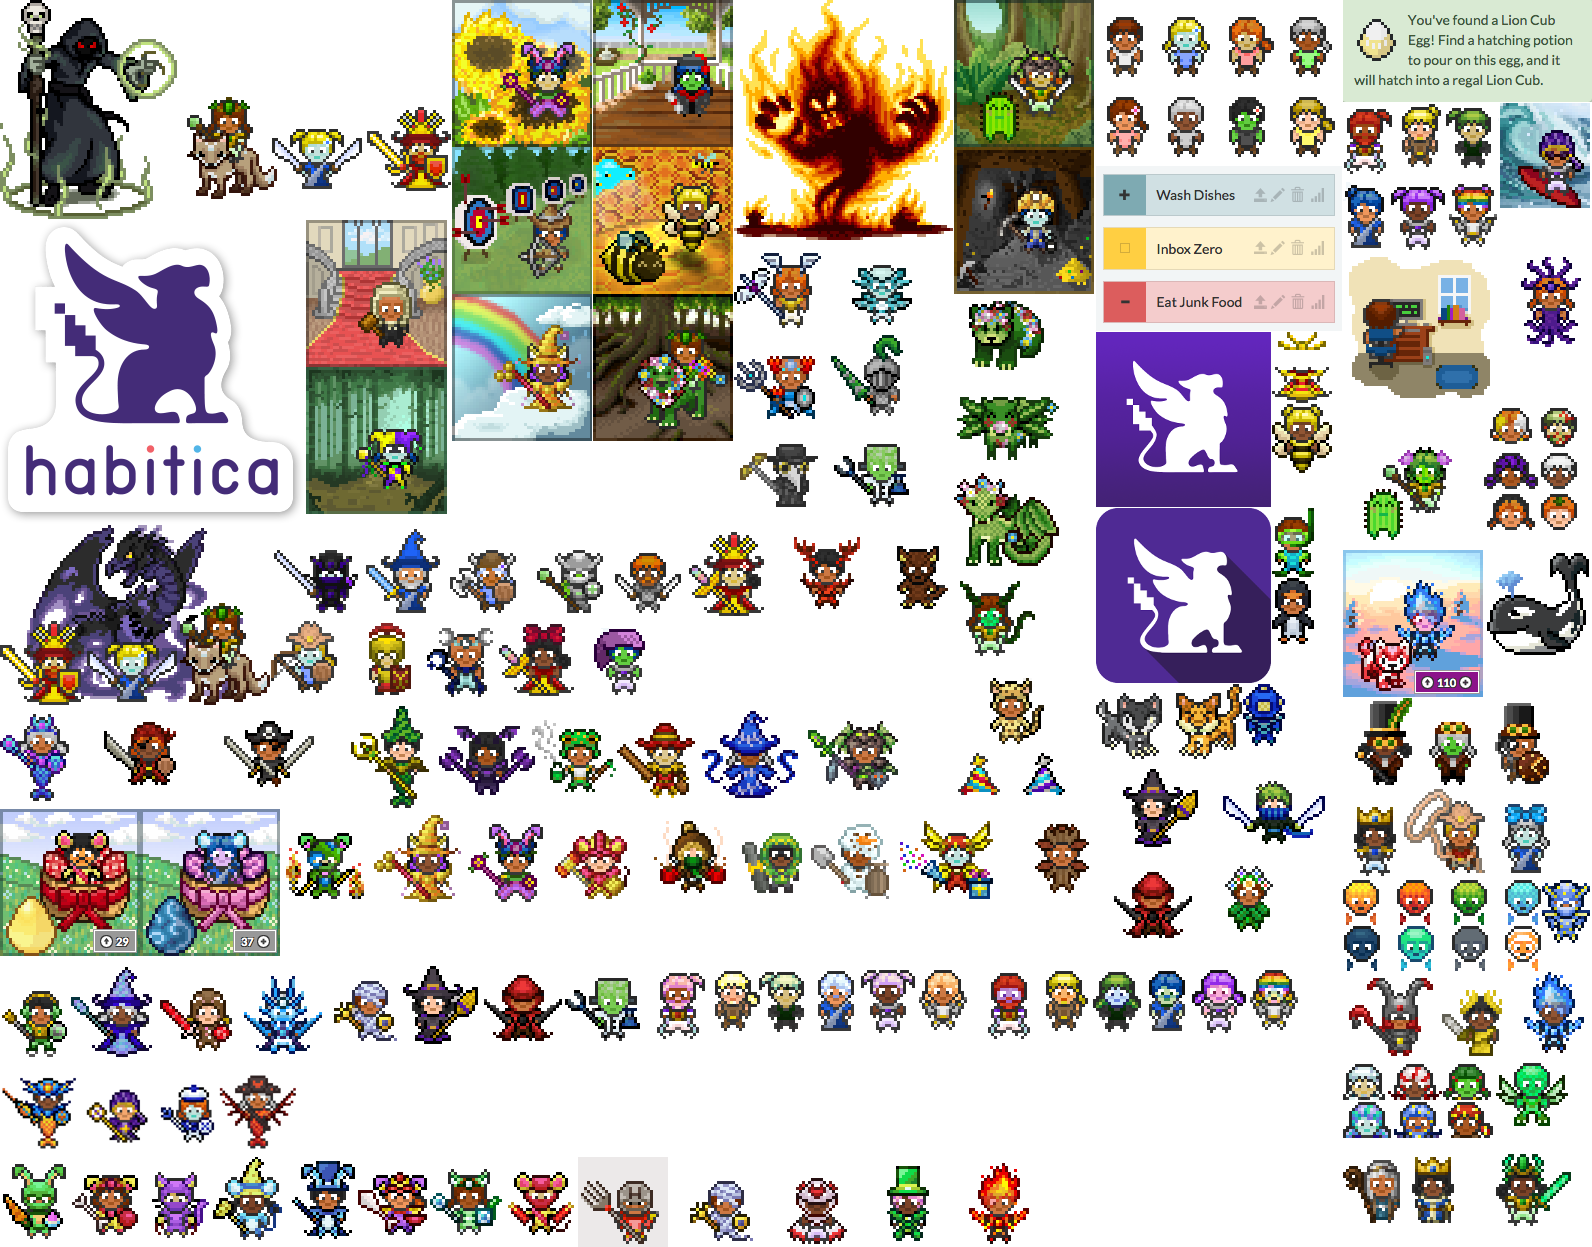 You've found a Lion Cub
Egg! Find a hatching potion
to pour on this egg, and it
will hatch into a regal Lion Cub.
Wash Dishes
Inbox Zero
Eat Junk Food
habitica
110
29
37